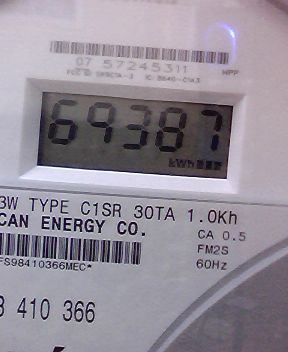 07 57245311
69387
kWh
3W TYPE C1SR 30TA 1.0Kh
CAN ENERGY CO.
CA 0.5
FM2S
60Hz
FS98410366MEC*
410 366